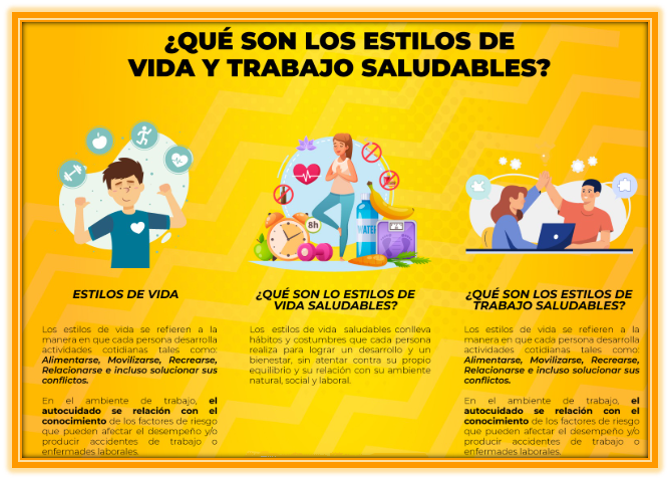 ¿QUÉ SON LOS ESTILOS DE
VIDA Y TRABAJO SALUDABLES?
8h
WATER
ESTILOS DE VIDA
Los estilos de vida se refieren a la
manera en que cada persona desarrolla
actividades cotidianas tales como:
Alimentarse, Movilizarse, Recrearse,
Relacionarse e incluso solucionar sus
conflictos.
En el ambiente de trabajo, el
autocuidado se relación con el
conocimiento de los factores de riesgo
que pueden afectar el desempeño y/o
producir accidentes de trabajo o
enfermedades laborales.
¿QUÉ SON LO ESTILOS DE
VIDA SALUDABLES?
Los estilos de vida saludables conlleva
hábitos y costumbres que cada persona
realiza para lograr un desarrollo y un
bienestar, sin atentar contra su propio
equilibrio y su relación con su ambiente
natural, social y laboral.
¿QUÉ SON LOS ESTILOS DE
TRABAJO SALUDABLES?
Los estilos de vida se refieren a la
manera en que cada persona desarrolla
actividades cotidianas tales como:
Alimentarse, Movilizarse, Recrearse,
Relacionarse e incluso solucionar sus
conflictos.
En el ambiente de trabajo, el
autocuidado se relación con el
conocimiento de los factores de riesgo
que pueden afectar el desempeño y/o
producir accidentes de trabajo o
enfermedades laborales.